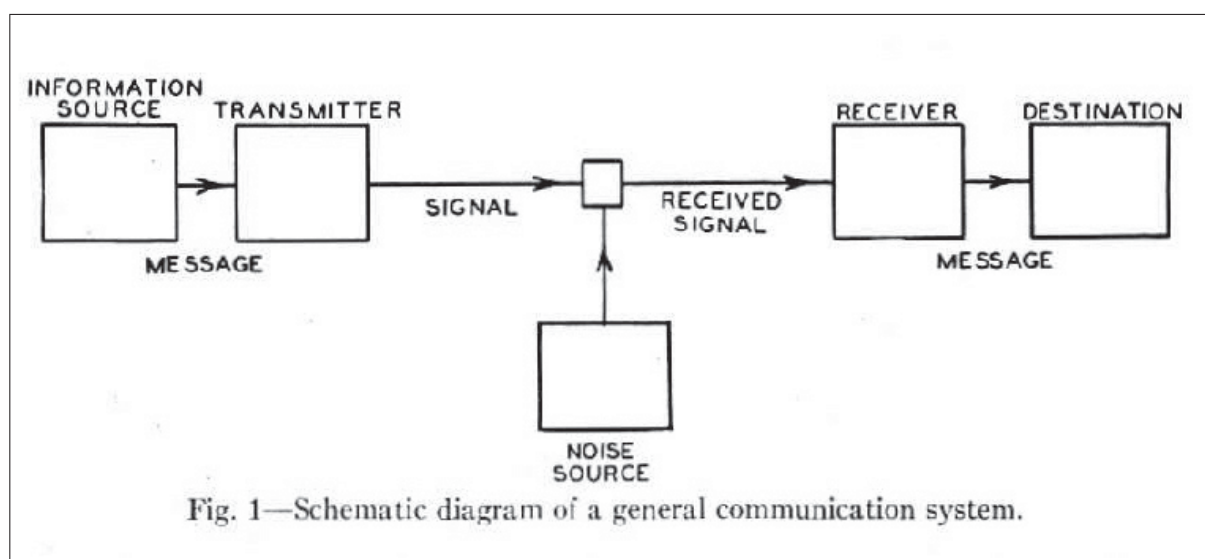 INFORMATION
SOURCE
TRANSMITTER
RECEIVER
DESTINATION
SIGNAL
RECEIVED
SIGNAL
MESSAGE
MESSAGE
NOISE
SOURCE
Fig. 1—Schematic diagram of a general communication system.